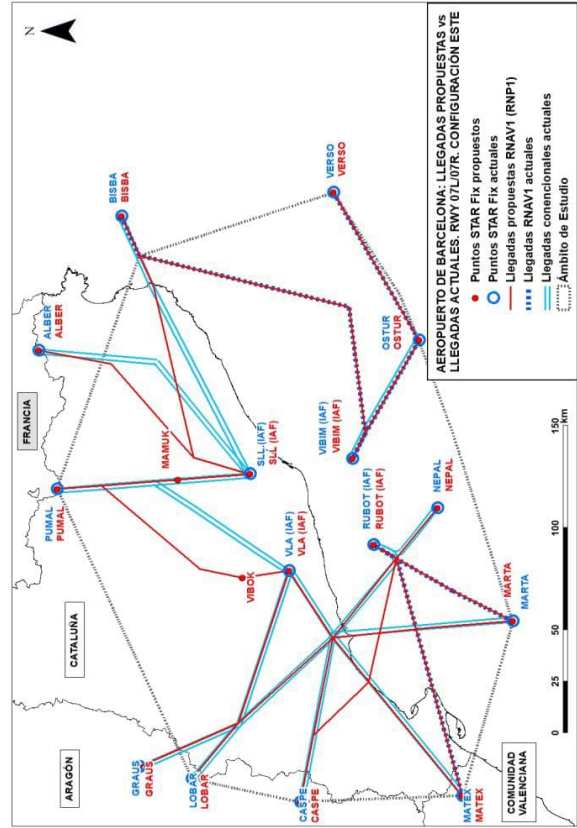 N
FRANCIA
CATALUÑA
ARAGÓN
COMUNIDAD
VALENCIANA
ALBER
ALBER
BISBA
BISBA
PUMAL
PUMAL
MAMUK
SLL (IAF)
SLL (IAF)
VERSO
VERSO
VIBOK
VLA (IAF)
VLA (IAF)
GRAUS
GRAUS
LOBAR
LOBAR
CASPE
CASPE
VIBIM (IAF)
VIBIM (IAF)
OSTUR
OSTUR
RUBOT (IAF)
RUBOT (IAF)
NEPAL
NEPAL
MARTA
MARTA
MATEX
MATEX
0 25 50 100 150
km
AEROPUERTO DE BARCELONA: LLEGADAS PROPUESTAS vs
LLEGADAS ACTUALES. RWY 07L/07R. CONFIGURACIÓN ESTE
Puntos STAR Fix propuestos
Puntos STAR Fix actuales
Llegadas propuestas RNAV1 (RNP1)
Llegadas RNAV1 actuales
Llegadas convencionales actuales
Ámbito de Estudio